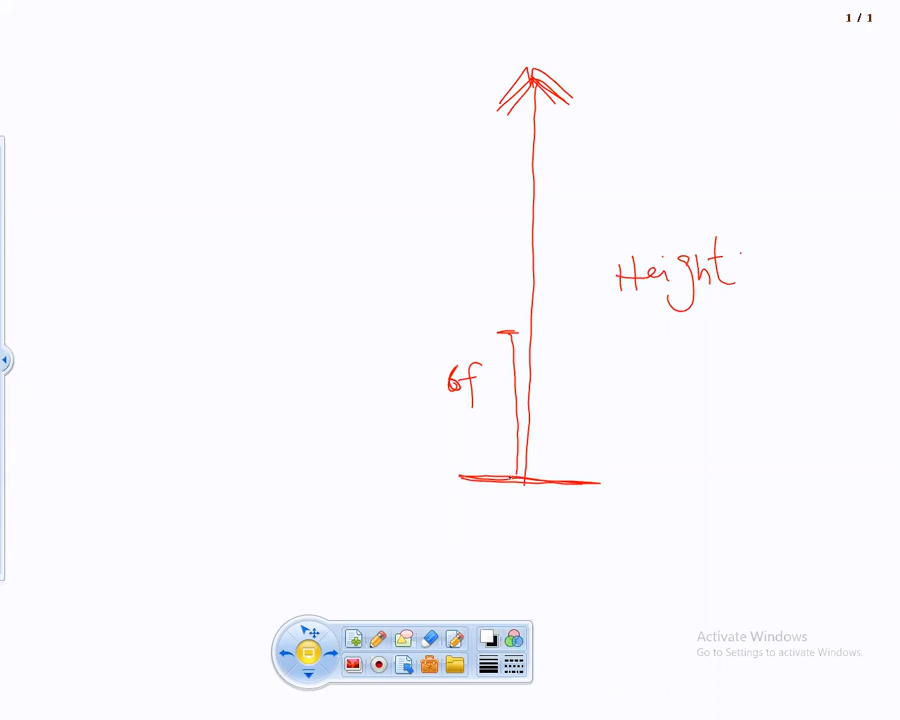 1 / 1
Height
6f
Activate Windows
Go to Settings to activate Windows.